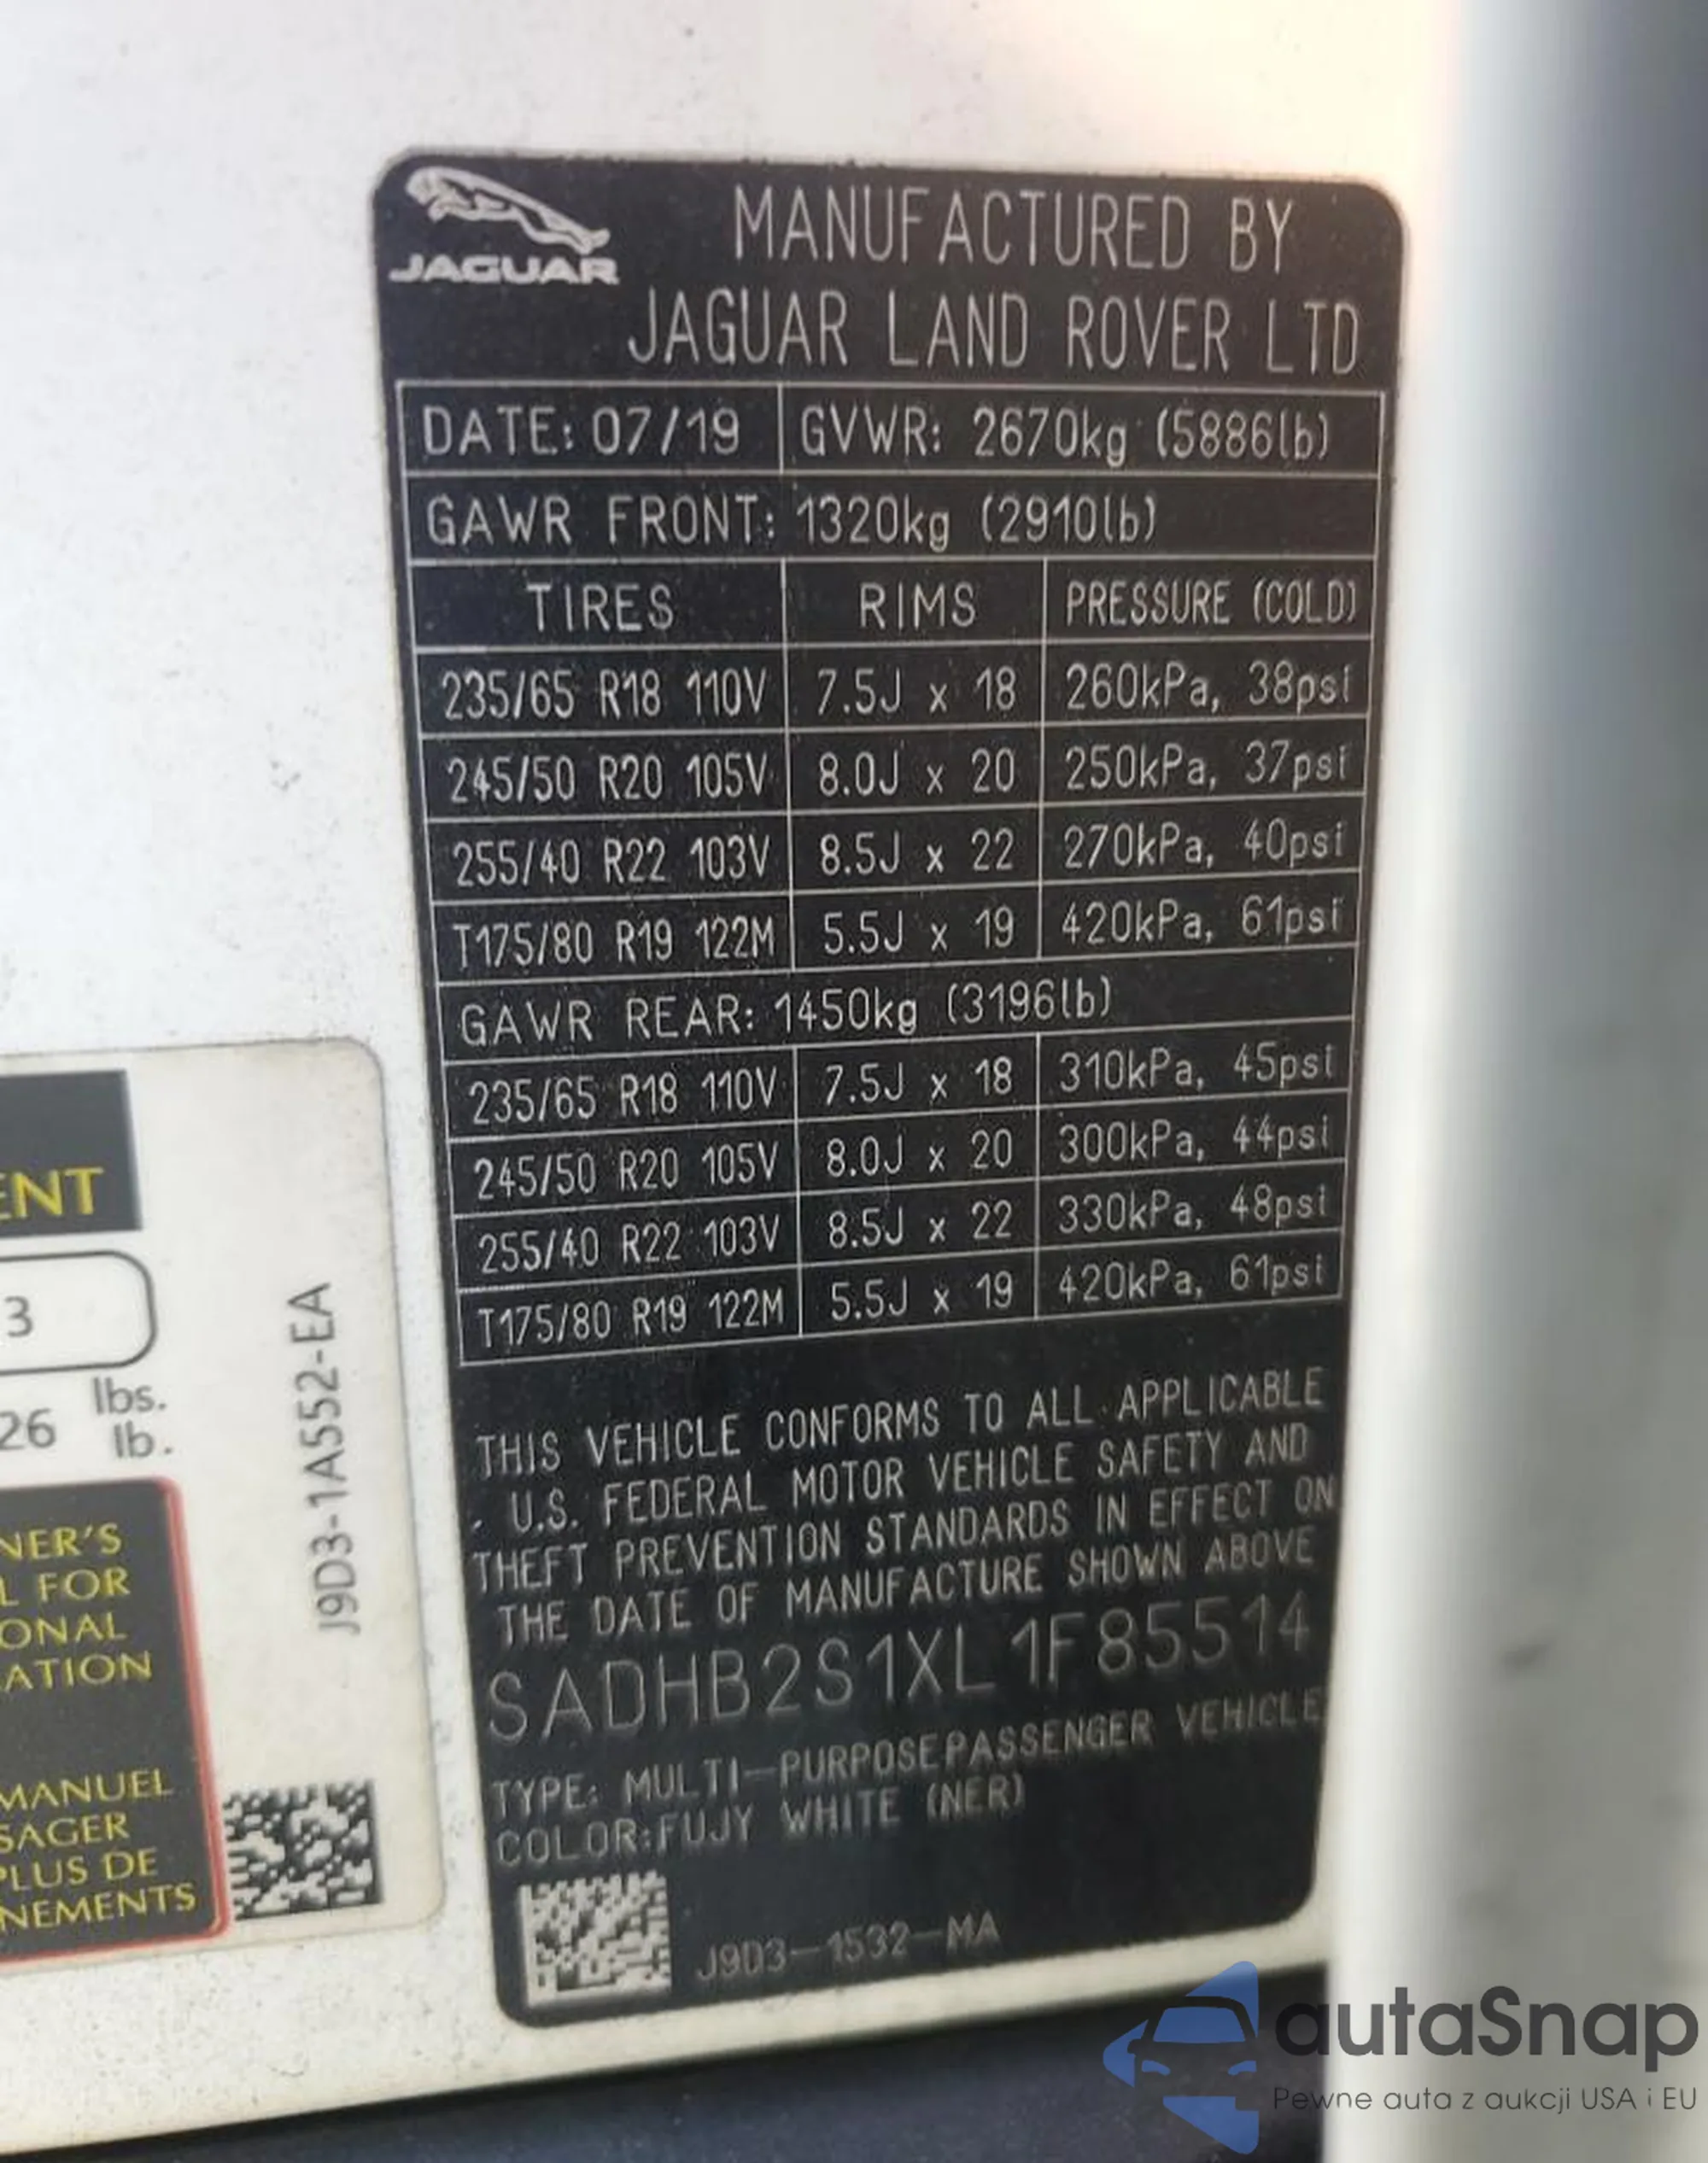 JAGUAR
MANUFACTURED BY
JAGUAR LAND ROVER LTD
DATE: 07/19 GVWR: 2670kg (5886lb)
GAWR FRONT: 1320kg (2910lb)
TIRES RIMS PRESSURE (COLD)
235/65 R18 110V 7.5J x 18 260kPa, 38psi
245/50 R20 105V 8.0J x 20 250kPa, 37psi
255/40 R22 103V 8.5J x 22 270kPa, 40psi
T175/80 R19 122M 5.5J x 19 420kPa, 61psi
GAWR REAR: 1450kg (3196lb)
235/65 R18 110V 7.5J x 18 310kPa, 45psi
245/50 R20 105V 8.0J x 20 300kPa, 44psi
255/40 R22 103V 8.5J x 22 330kPa, 48psi
T175/80 R19 122M 5.5J x 19 420kPa, 61psi
THIS VEHICLE CONFORMS TO ALL APPLICABLE
U.S. FEDERAL MOTOR VEHICLE SAFETY AND
THEFT PREVENTION STANDARDS IN EFFECT ON
THE DATE OF MANUFACTURE SHOWN ABOVE
SADHB2S1XL1F85514
TYPE: MULTI-PURPOSE PASSENGER VEHICLE
COLOR:FUJY WHITE (NER)
J9D3-1532-MA
ENT
3
26 lbs.
lb.
NER'S
L FOR
ONAL
ATION
MANUEL
SAGER
PLUS DE
NEMENTS
J9D3-1A552-EA
autaSnap
Pewne auta z aukcji USA i EU